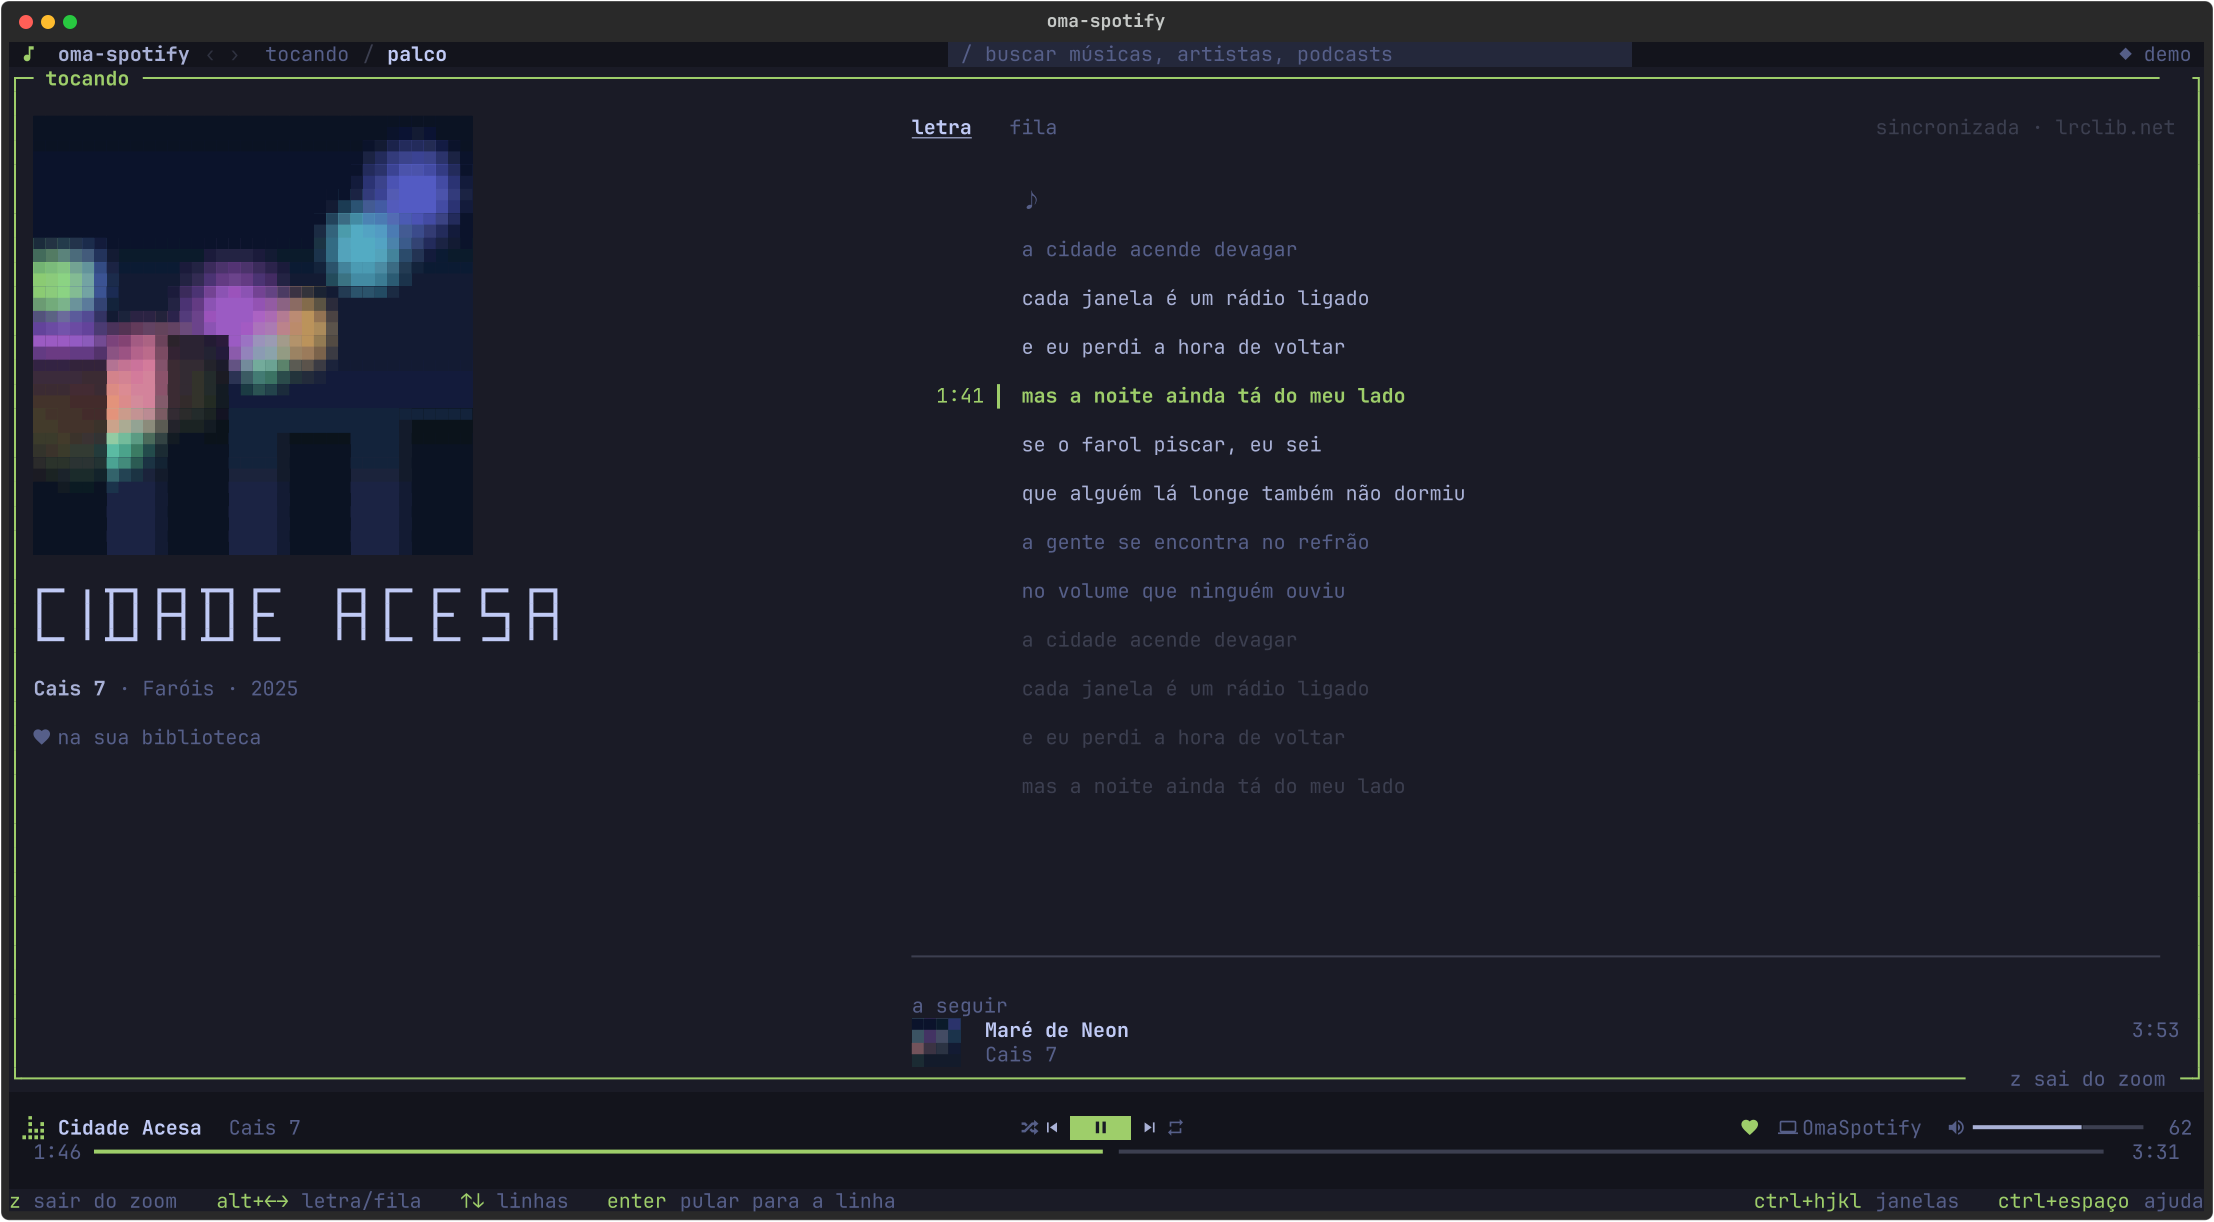 oma-spotify
oma-spotify ‹ › tocando / palco / buscar músicas, artistas, podcasts ◆ demo
tocando
letra fila sincronizada · lrclib.net
♪
a cidade acende devagar
cada janela é um rádio ligado
e eu perdi a hora de voltar
1:41 mas a noite ainda tá do meu lado
se o farol piscar, eu sei
que alguém lá longe também não dormiu
a gente se encontra no refrão
no volume que ninguém ouviu
a cidade acende devagar
cada janela é um rádio ligado
e eu perdi a hora de voltar
mas a noite ainda tá do meu lado
CIDADE ACESA
Cais 7 · Faróis · 2025
na sua biblioteca
a seguir
Maré de Neon 3:53
Cais 7
z sai do zoom
Cidade Acesa Cais 7 OmaSpotify 62
1:46 3:31
z sair do zoom alt+←→ letra/fila ↑↓ linhas enter pular para a linha ctrl+hjkl janelas ctrl+espaço ajuda